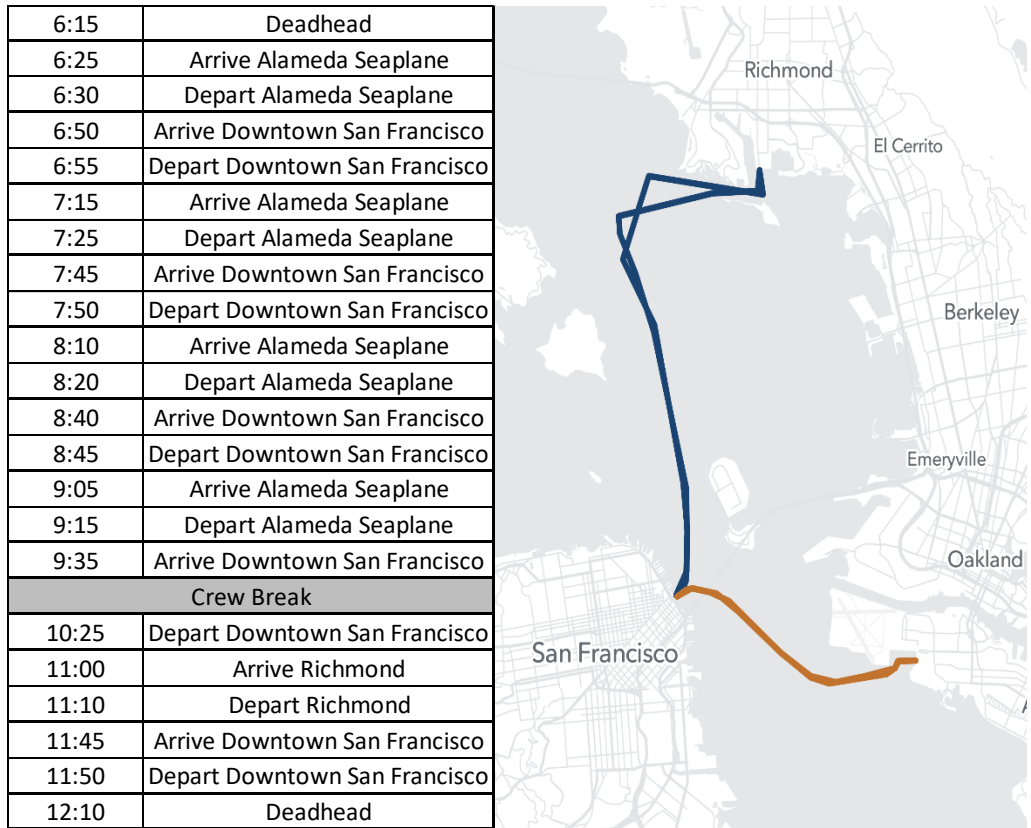 6:15 Deadhead
6:25 Arrive Alameda Seaplane
6:30 Depart Alameda Seaplane
6:50 Arrive Downtown San Francisco
6:55 Depart Downtown San Francisco
7:15 Arrive Alameda Seaplane
7:25 Depart Alameda Seaplane
7:45 Arrive Downtown San Francisco
7:50 Depart Downtown San Francisco
8:10 Arrive Alameda Seaplane
8:20 Depart Alameda Seaplane
8:40 Arrive Downtown San Francisco
8:45 Depart Downtown San Francisco
9:05 Arrive Alameda Seaplane
9:15 Depart Alameda Seaplane
9:35 Arrive Downtown San Francisco
Crew Break
10:25 Depart Downtown San Francisco
11:00 Arrive Richmond
11:10 Depart Richmond
11:45 Arrive Downtown San Francisco
11:50 Depart Downtown San Francisco
12:10 Deadhead
Richmond
El Cerrito
Berkeley
Emeryville
Oakland
San Francisco